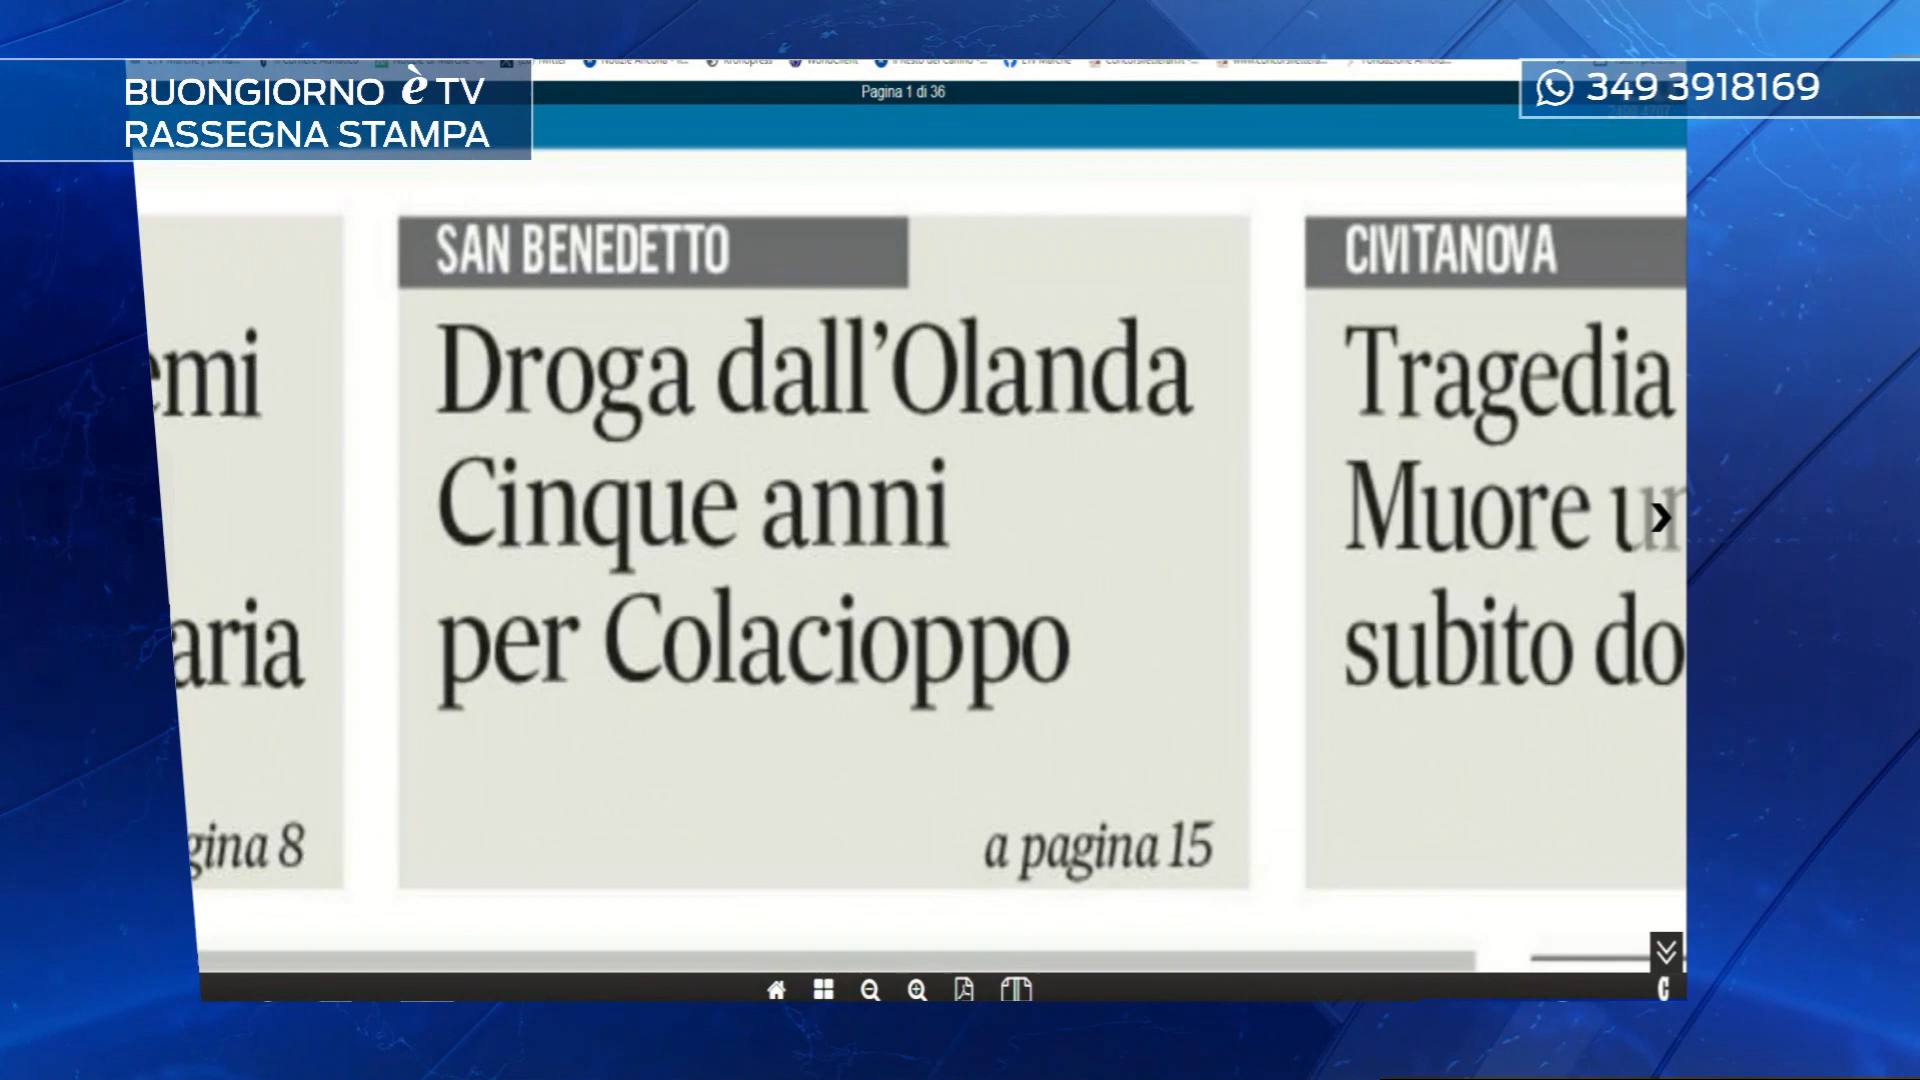 BUONGIORNO è TV
RASSEGNA STAMPA
Pagina 1 di 36
349 3918169
emi
aria
gina 8
SAN BENEDETTO
Droga dall'Olanda
Cinque anni
per Colacioppo
a pagina 15
CIVITANOVA
Tragedia
Muore
subito do